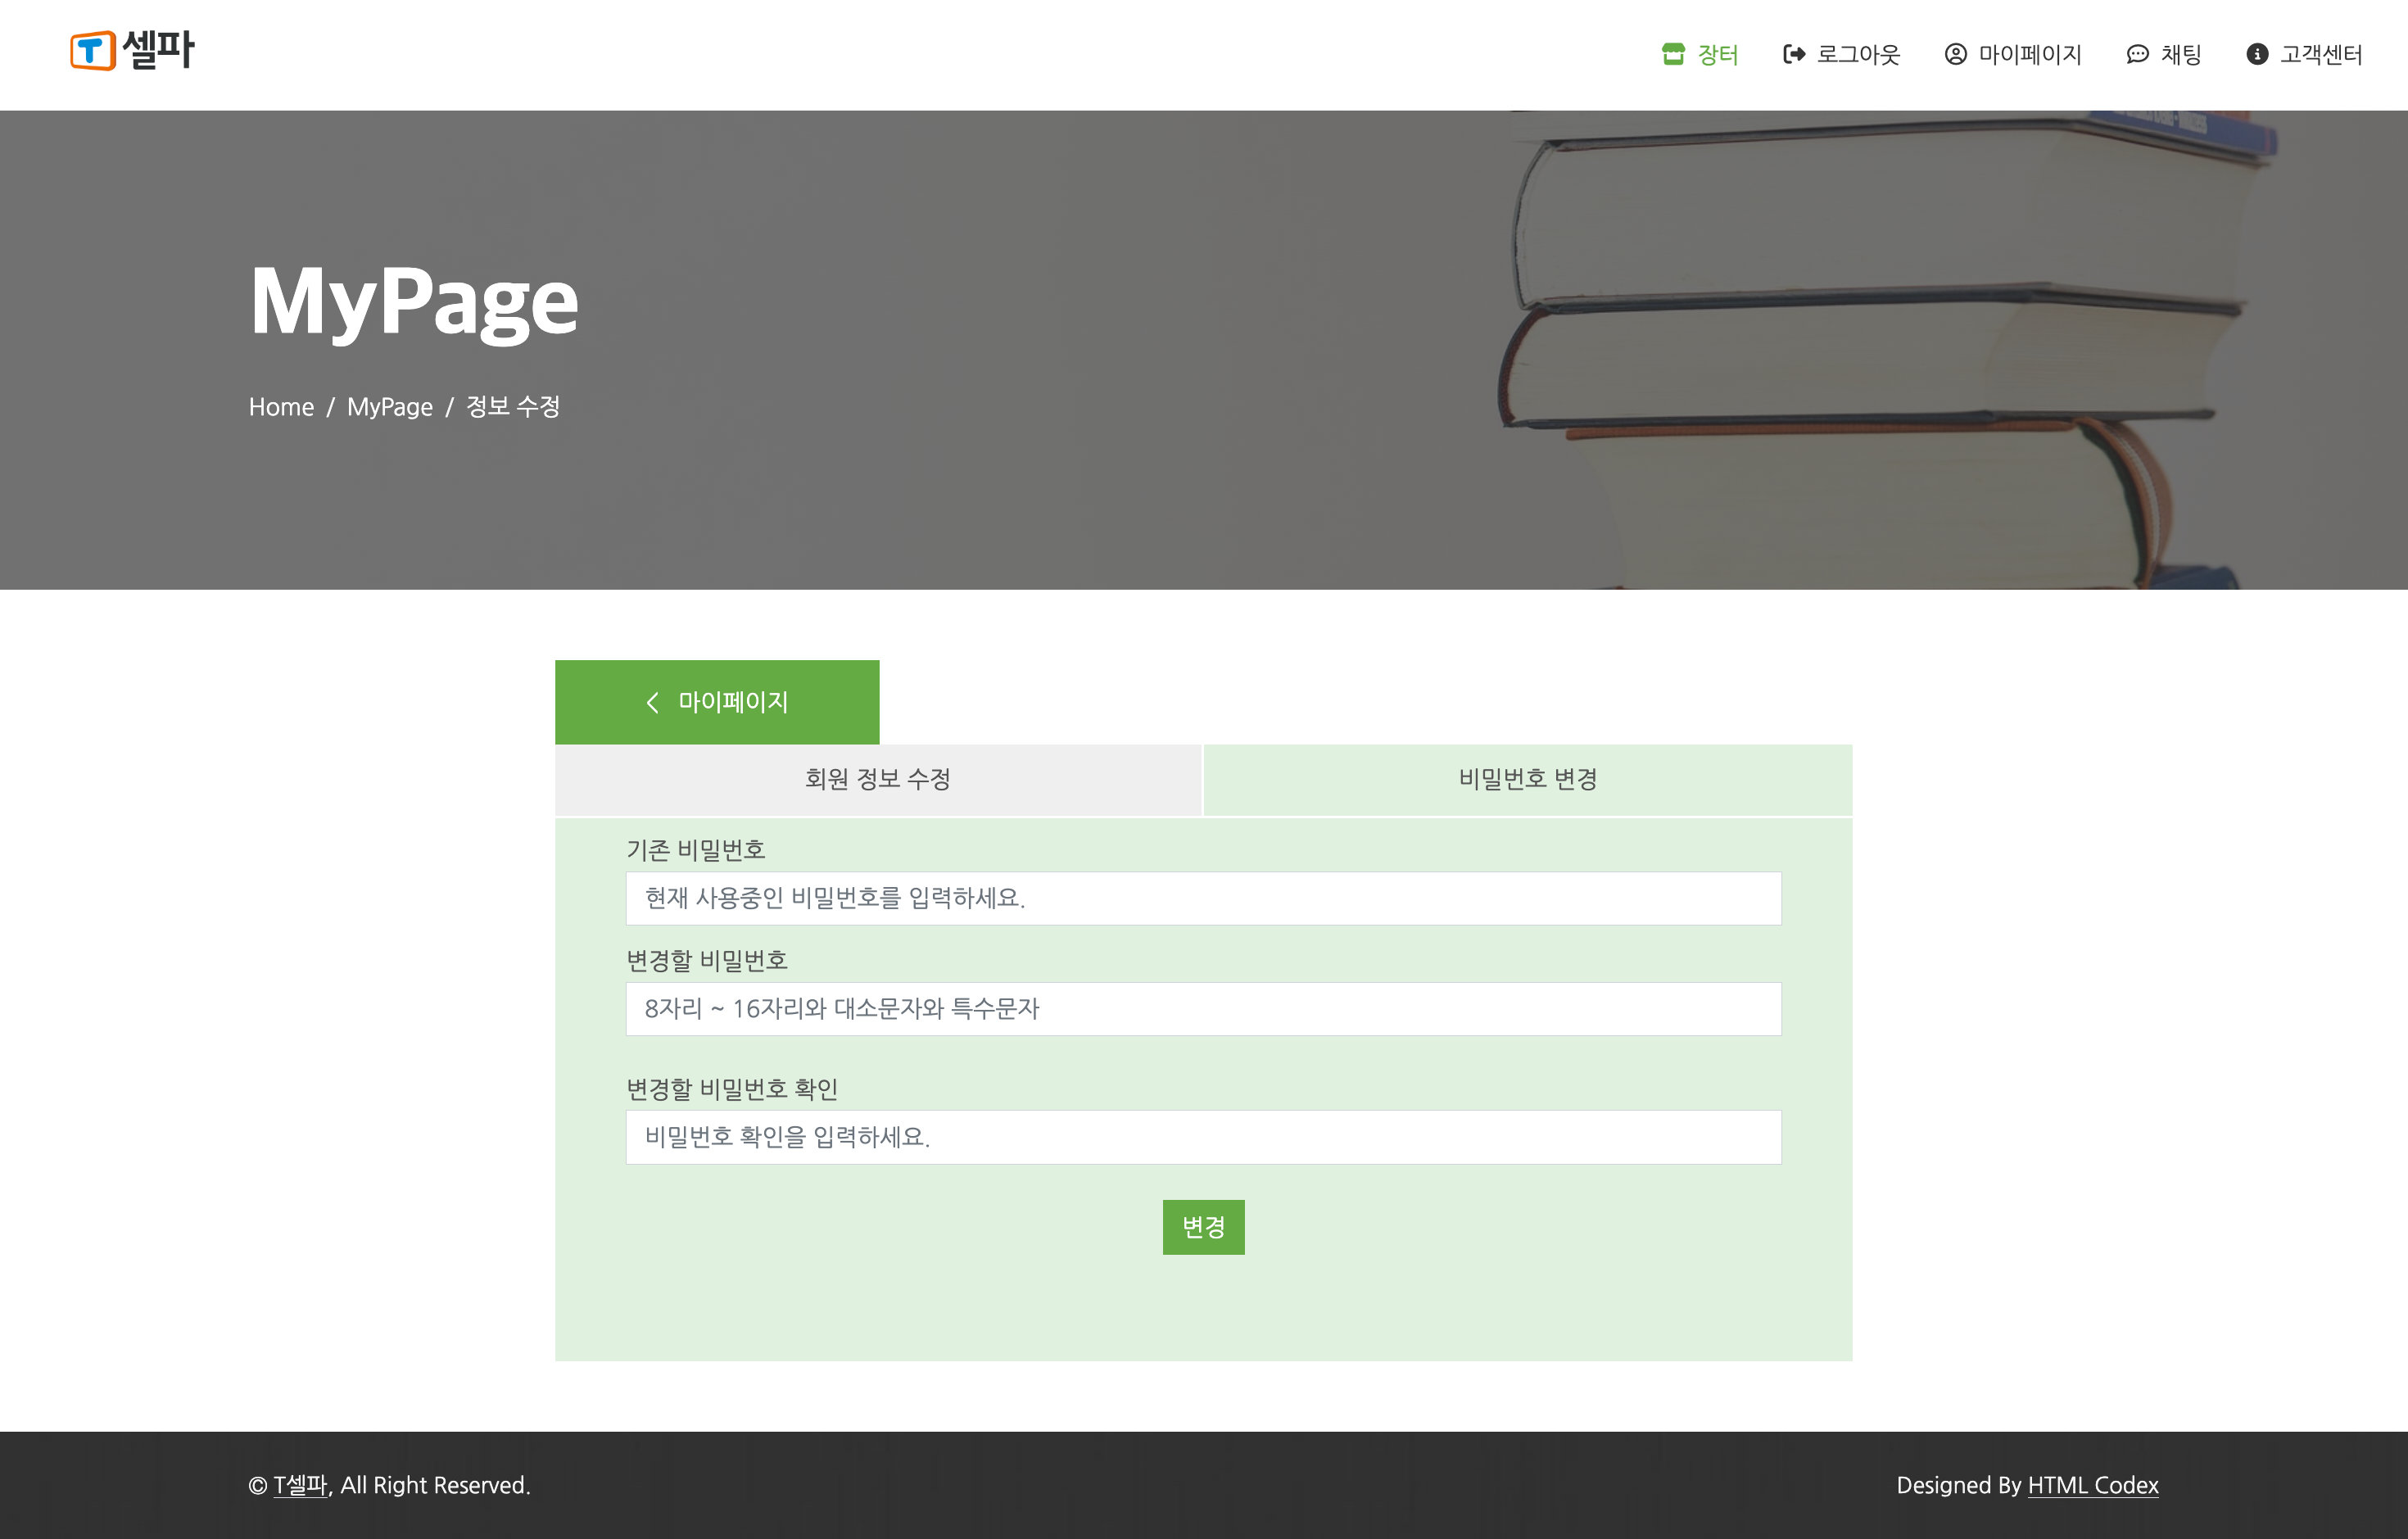 T 셀파
장터 로그아웃 마이페이지 채팅 고객센터
MyPage
Home / MyPage / 정보 수정
마이페이지
회원 정보 수정 비밀번호 변경
기존 비밀번호
현재 사용중인 비밀번호를 입력하세요.
변경할 비밀번호
8자리 ~ 16자리와 대소문자와 특수문자
변경할 비밀번호 확인
비밀번호 확인을 입력하세요.
변경
© T셀파, All Right Reserved. Designed By HTML Codex